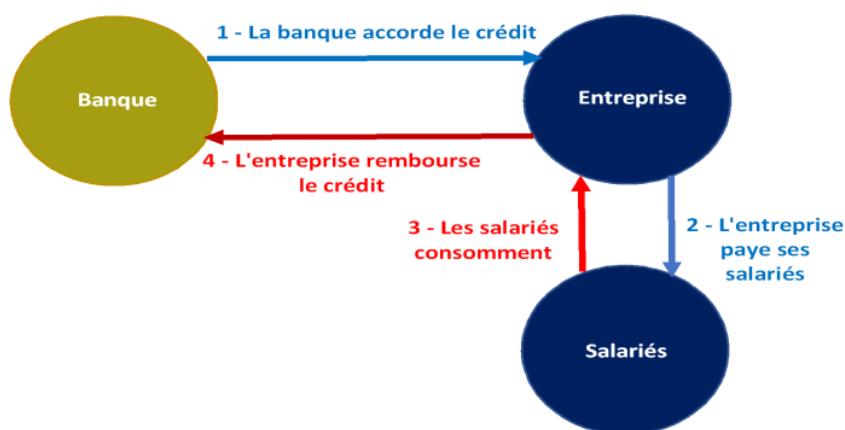 1 - La banque accorde le crédit
Banque
Entreprise
4 - L'entreprise rembourse
le crédit
3 - Les salariés
consomment
2 - L'entreprise
paye ses
salariés
Salariés